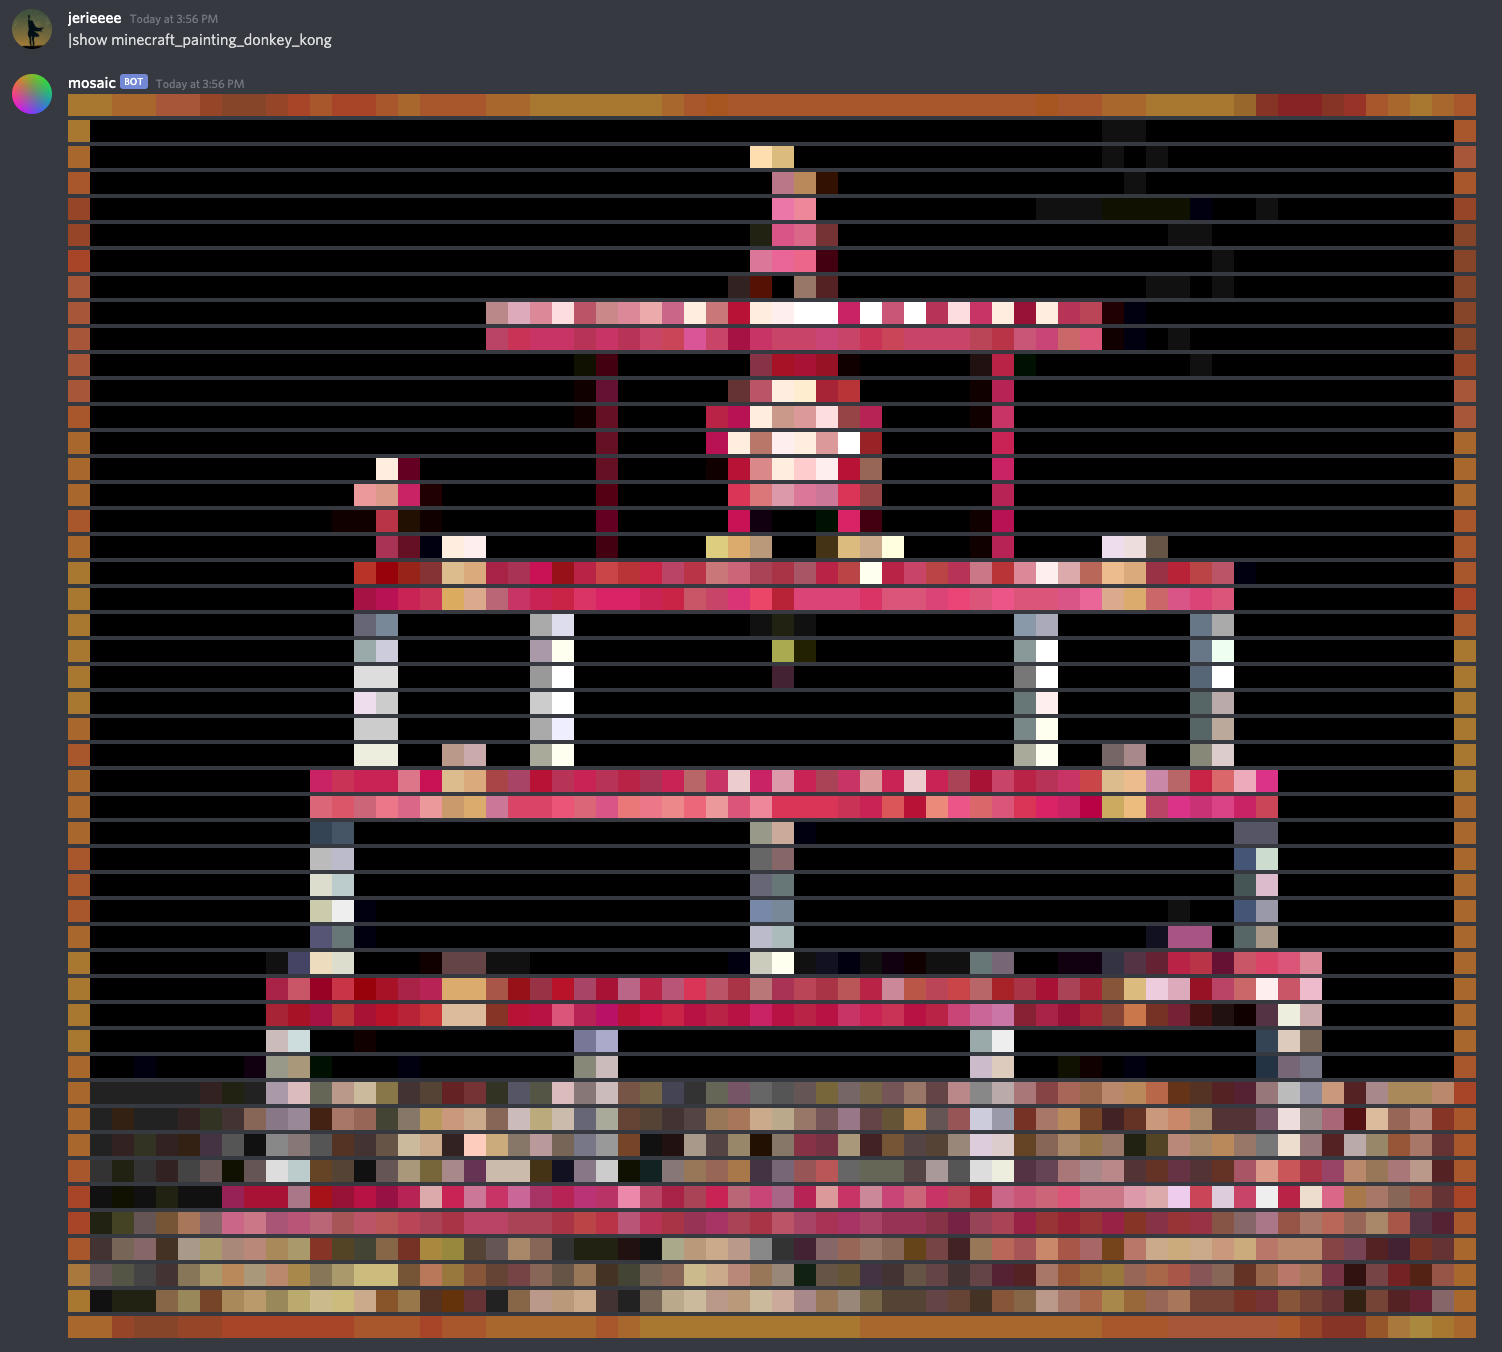 jerieeee Today at 3:56 PM
|show minecraft_painting_donkey_kong
mosaic BOT Today at 3:56 PM